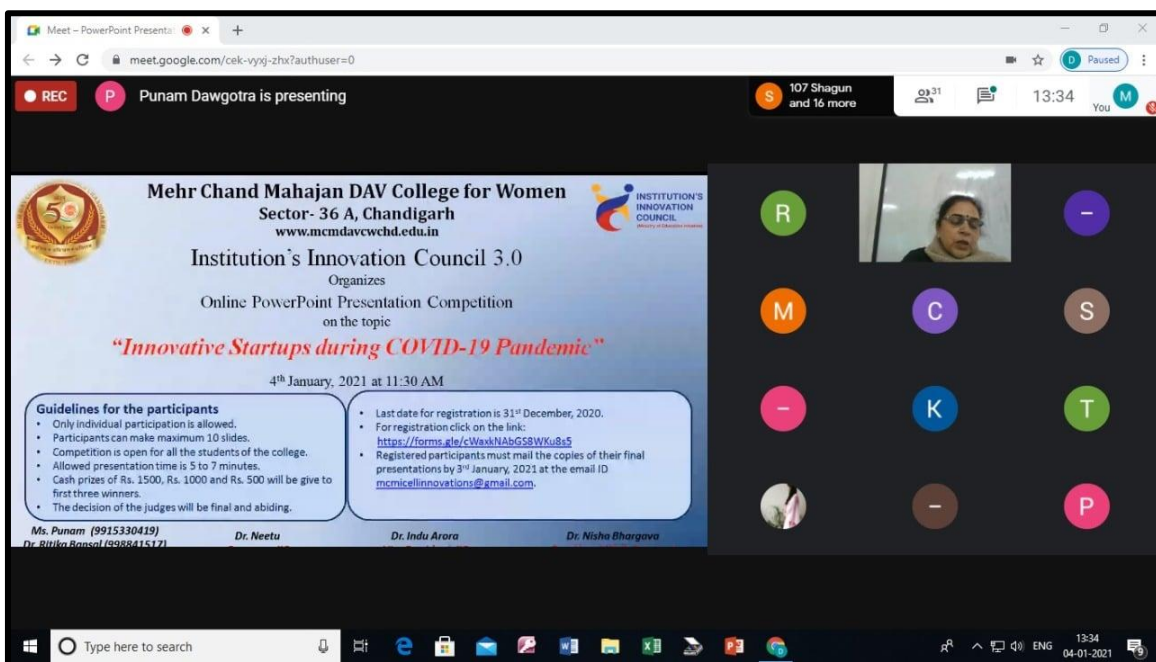 Meet – PowerPoint Presenta
meet.google.com/cek-vyxj-zhx?authuser=0
D Paused
REC
P Punam Dawgotra is presenting
S 107 Shagun
and 16 more
31
13:34
You M
50
Mehr Chand Mahajan DAV College for Women
Sector- 36 A, Chandigarh
www.mcmdavcwchd.edu.in
INSTITUTION'S
INNOVATION
COUNCIL
Institution's Innovation Council 3.0
Organizes
Online PowerPoint Presentation Competition
on the topic
“Innovative Startups during COVID-19 Pandemic”
4th January, 2021 at 11:30 AM
Guidelines for the participants
• Only individual participation is allowed.
• Participants can make maximum 10 slides.
• Competition is open for all the students of the college.
• Allowed presentation time is 5 to 7 minutes.
• Cash prizes of Rs. 1500, Rs. 1000 and Rs. 500 will be give to
first three winners.
• The decision of the judges will be final and abiding.
• Last date for registration is 31st December, 2020.
• For registration click on the link:
https://forms.gle/cWaxkNAbGS8WKu8s5
• Registered participants must mail the copies of their final
presentations by 3rd January, 2021 at the email ID
mcmicellinnovations@gmail.com.
Ms. Punam (9915330419)
Dr. Ritika Bansal (998841517)
Dr. Neetu
Dr. Indu Arora
Dr. Nisha Bhargava
R
–
M
C
S
–
K
T
–
P
Type here to search
ENG
13:34
04-01-2021
9